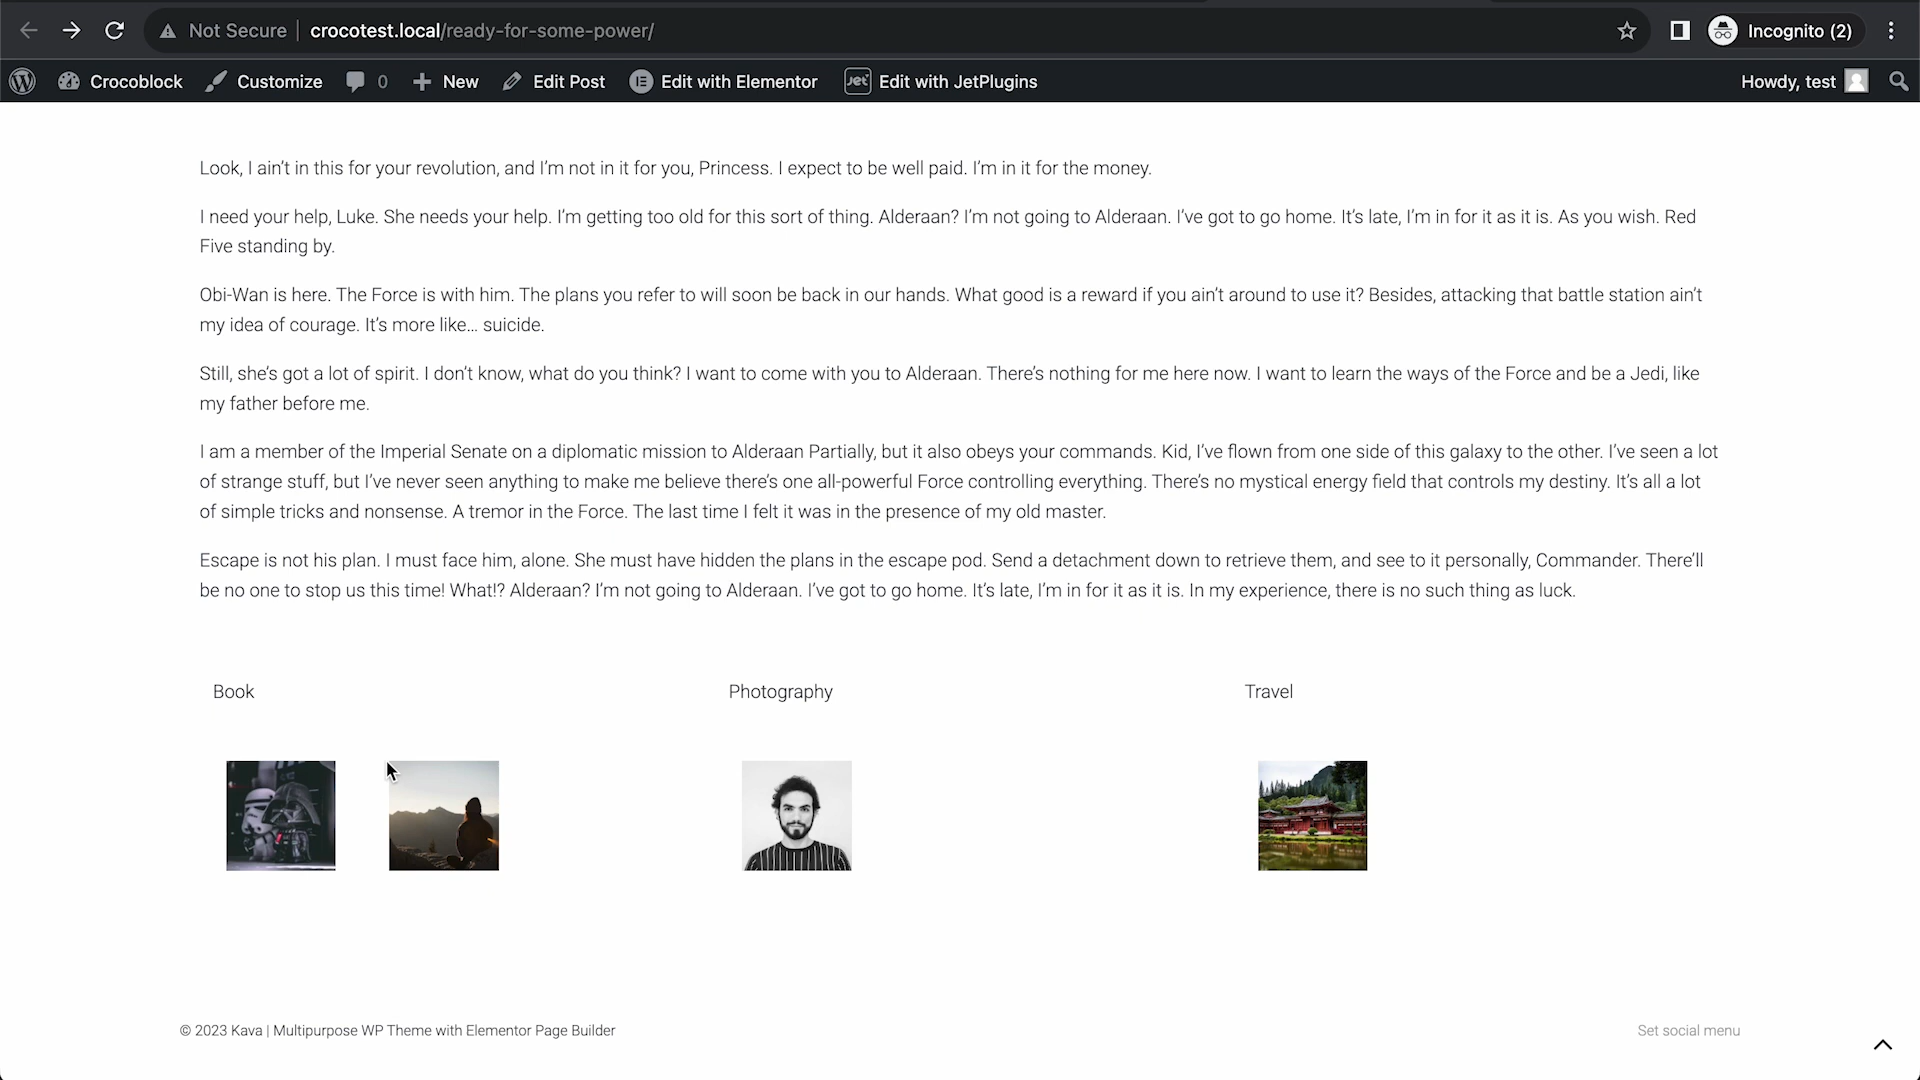 Not Secure | crocotest.local/ready-for-some-power/
Incognito (2)
Crocoblock
Customize
0
New
Edit Post
Edit with Elementor
Jet
Edit with JetPlugins
Howdy, test
Look, I ain’t in this for your revolution, and I’m not in it for you, Princess. I expect to be well paid. I’m in it for the money.
I need your help, Luke. She needs your help. I’m getting too old for this sort of thing. Alderaan? I’m not going to Alderaan. I’ve got to go home. It’s late, I’m in for it as it is. As you wish. Red
Five standing by.
Obi-Wan is here. The Force is with him. The plans you refer to will soon be back in our hands. What good is a reward if you ain’t around to use it? Besides, attacking that battle station ain’t
my idea of courage. It’s more like… suicide.
Still, she’s got a lot of spirit. I don’t know, what do you think? I want to come with you to Alderaan. There’s nothing for me here now. I want to learn the ways of the Force and be a Jedi, like
my father before me.
I am a member of the Imperial Senate on a diplomatic mission to Alderaan Partially, but it also obeys your commands. Kid, I’ve flown from one side of this galaxy to the other. I’ve seen a lot
of strange stuff, but I’ve never seen anything to make me believe there’s one all-powerful Force controlling everything. There’s no mystical energy field that controls my destiny. It’s all a lot
of simple tricks and nonsense. A tremor in the Force. The last time I felt it was in the presence of my old master.
Escape is not his plan. I must face him, alone. She must have hidden the plans in the escape pod. Send a detachment down to retrieve them, and see to it personally, Commander. There’ll
be no one to stop us this time! What!? Alderaan? I’m not going to Alderaan. I’ve got to go home. It’s late, I’m in for it as it is. In my experience, there is no such thing as luck.
Book
Photography
Travel
© 2023 Kava | Multipurpose WP Theme with Elementor Page Builder
Set social menu